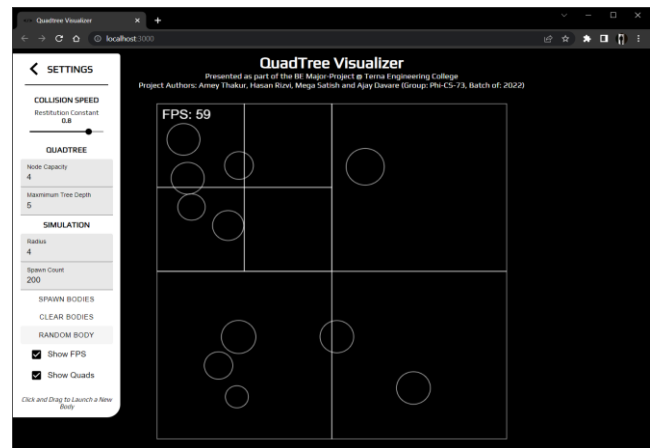 Quadtree Visualizer
localhost:3000
SETTINGS
COLLISION SPEED
Restitution Constant
0.8
QUADTREE
Node Capacity
4
Maxmimum Tree Depth
5
SIMULATION
Radius
4
Spawn Count
200
SPAWN BODIES
CLEAR BODIES
RANDOM BODY
Show FPS
Show Quads
Click and Drag to Launch a New
Body
QuadTree Visualizer
Presented as part of the BE Major-Project @ Terna Engineering College
Project Authors: Amey Thakur, Hasan Rizvi, Mega Satish and Ajay Davare (Group: Phi-CS-73, Batch of: 2022)
FPS: 59